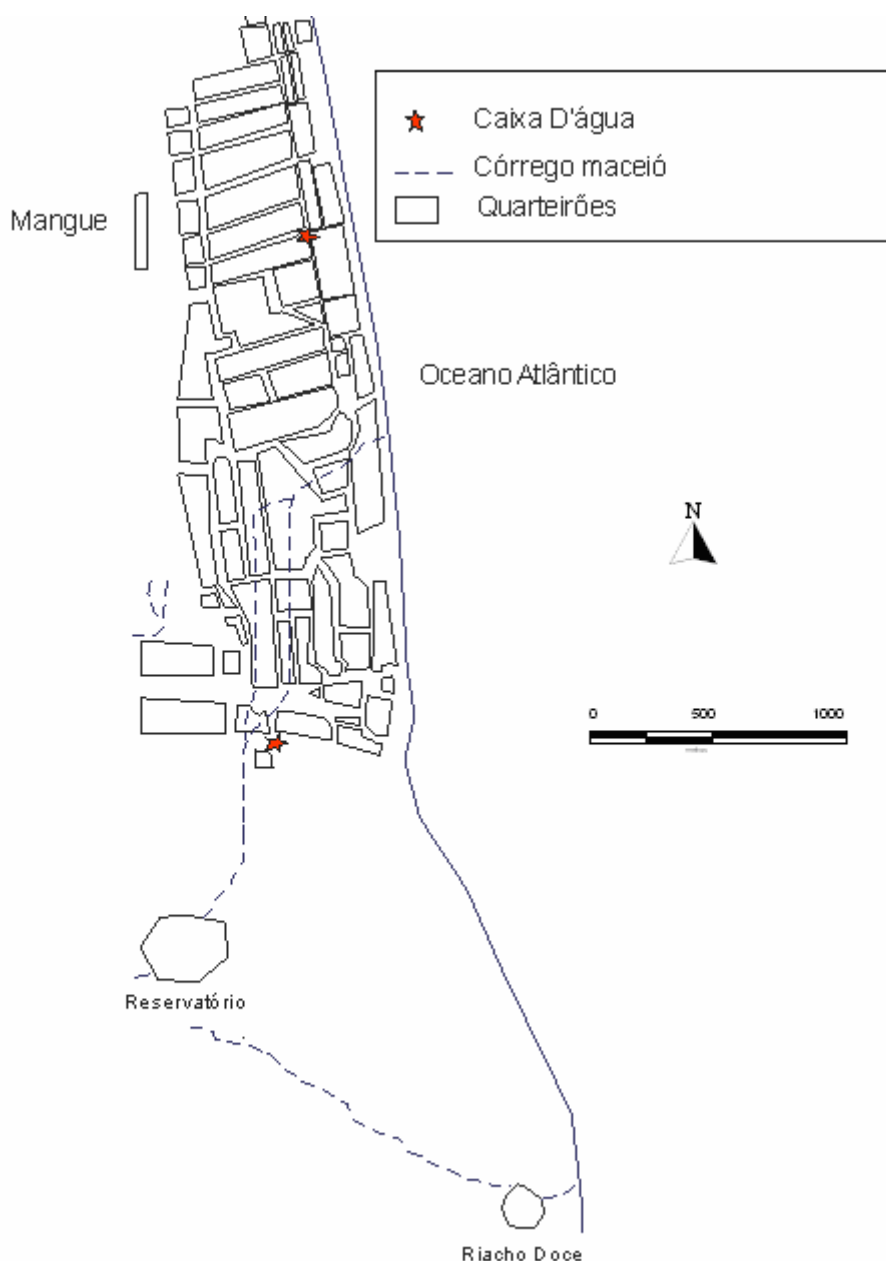 Caixa D'água
Córrego maceió
Quarteirões
Mangue
Oceano Atlântico
N
0 500 1000
Reservatório
Riacho Doce